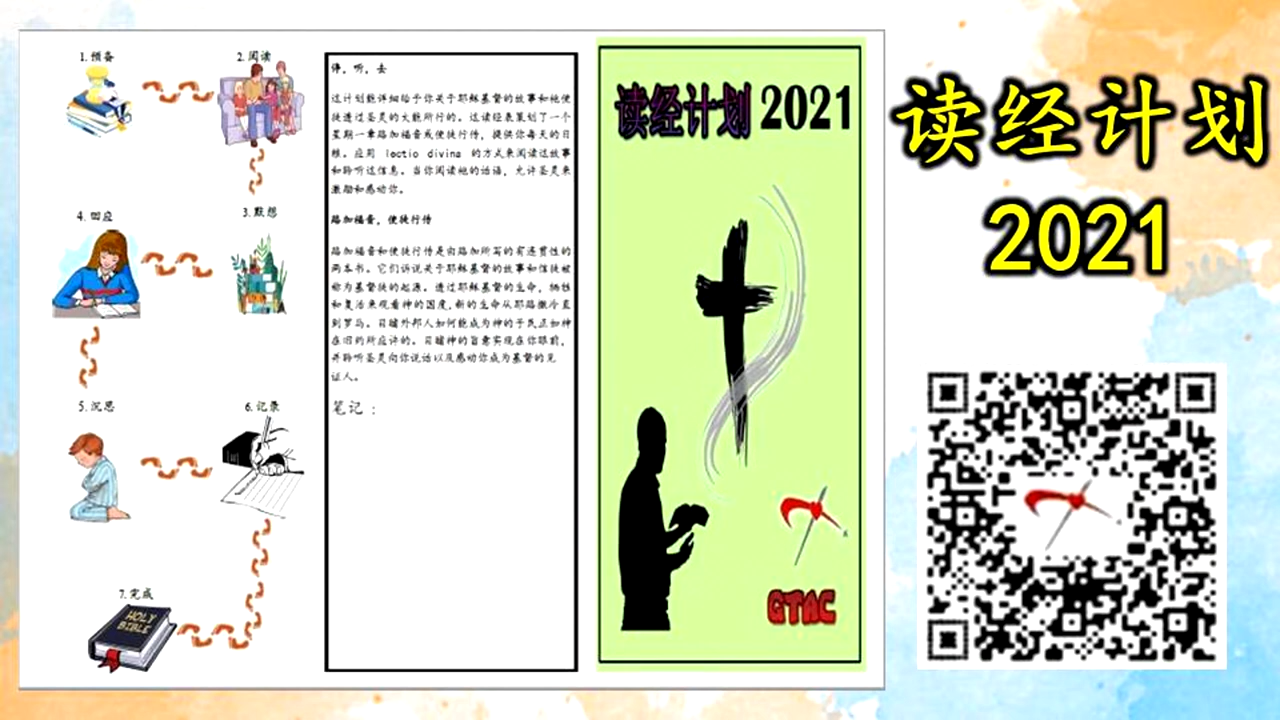 1. 预备
2. 阅读
4. 回应
3. 默想
5. 沉思
6. 记录
7. 完成
HOLY
BIBLE
停，听，去
这计划能详细给予你关于耶稣基督的故事和祂使
徒透过圣灵的大能所行的。这读经表策划了一个
星期一章路加福音或使徒行传，提供你每天的日
粮。应用 lectio divina 的方式来阅读这故事
和聆听这信息。当你阅读祂的话语，允许圣灵来
激励和感动你。
路加福音，使徒行传
路加福音和使徒行传是由路加所写的有连贯性的
两本书。它们诉说关于耶稣基督的故事和信徒被
称为基督徒的起源。透过耶稣基督的生命，牺牲
和复活来观看神的国度，新的生命从耶路撒冷直
到罗马。目睹外邦人如何能成为神的子民正如神
在旧约所应许的。目睹神的旨意实现在你眼前，
并聆听圣灵向你说话以及感动你成为基督的见
证人。
笔记：
读经计划 2021
GTAC
读经计划
2021